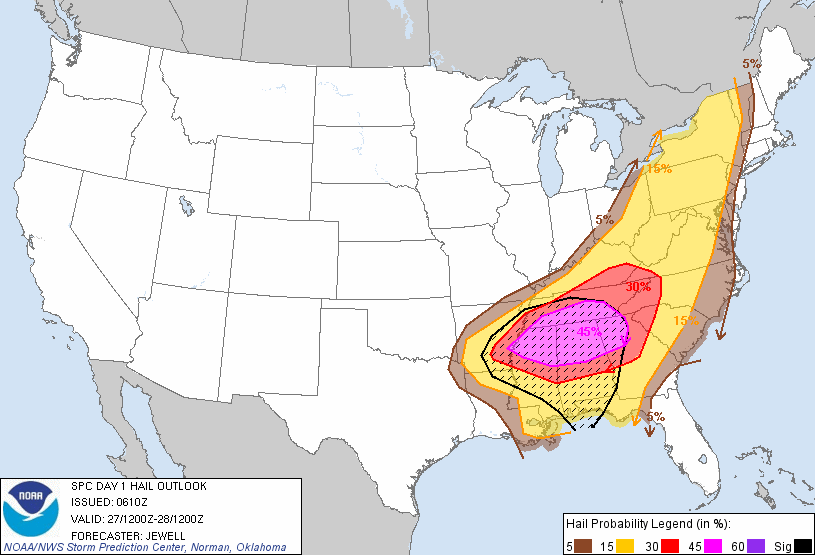 5%
15%
5%
30%
15%
45%
5%
NOAA
SPC DAY 1 HAIL OUTLOOK
ISSUED: 0610Z
VALID: 27/1200Z-28/1200Z
FORECASTER: JEWELL
NOAA/NWS Storm Prediction Center, Norman, Oklahoma
Hail Probability Legend (in %):
5 15 30 45 60 Sig